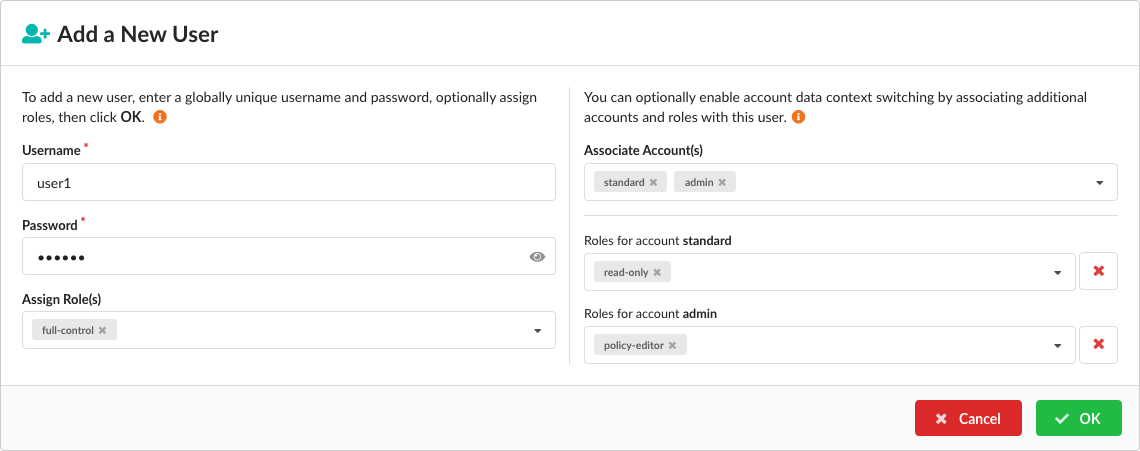 Add a New User
To add a new user, enter a globally unique username and password, optionally assign
roles, then click OK.
Username *
user1
Password *
••••••
Assign Role(s)
full-control
You can optionally enable account data context switching by associating additional
accounts and roles with this user.
Associate Account(s)
standard admin
Roles for account standard
read-only
Roles for account admin
policy-editor
Cancel OK